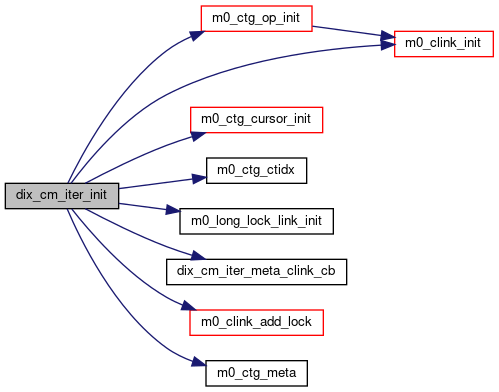 m0_ctg_op_init
m0_clink_init
m0_ctg_cursor_init
m0_ctg_ctidx
dix_cm_iter_init
m0_long_lock_link_init
dix_cm_iter_meta_clink_cb
m0_clink_add_lock
m0_ctg_meta